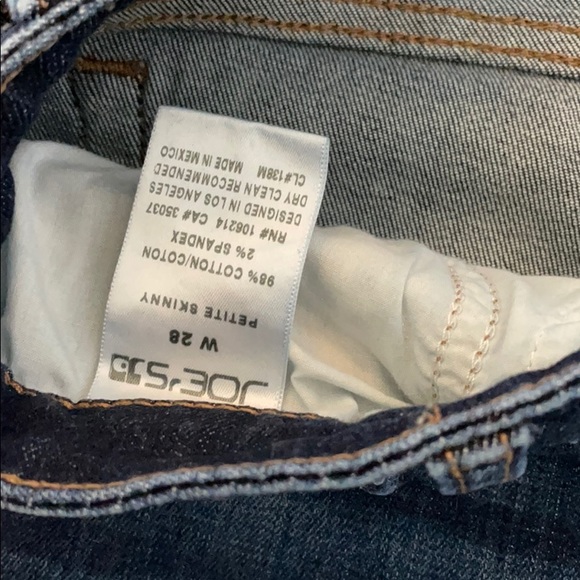 JOE'S
W 28
PETITE SKINNY
98% COTTON/COTON
2% SPANDEX
RN# 106214 CA# 35037
DESIGNED IN LOS ANGELES
DRY CLEAN RECOMMENDED
MADE IN MEXICO
CL#138M